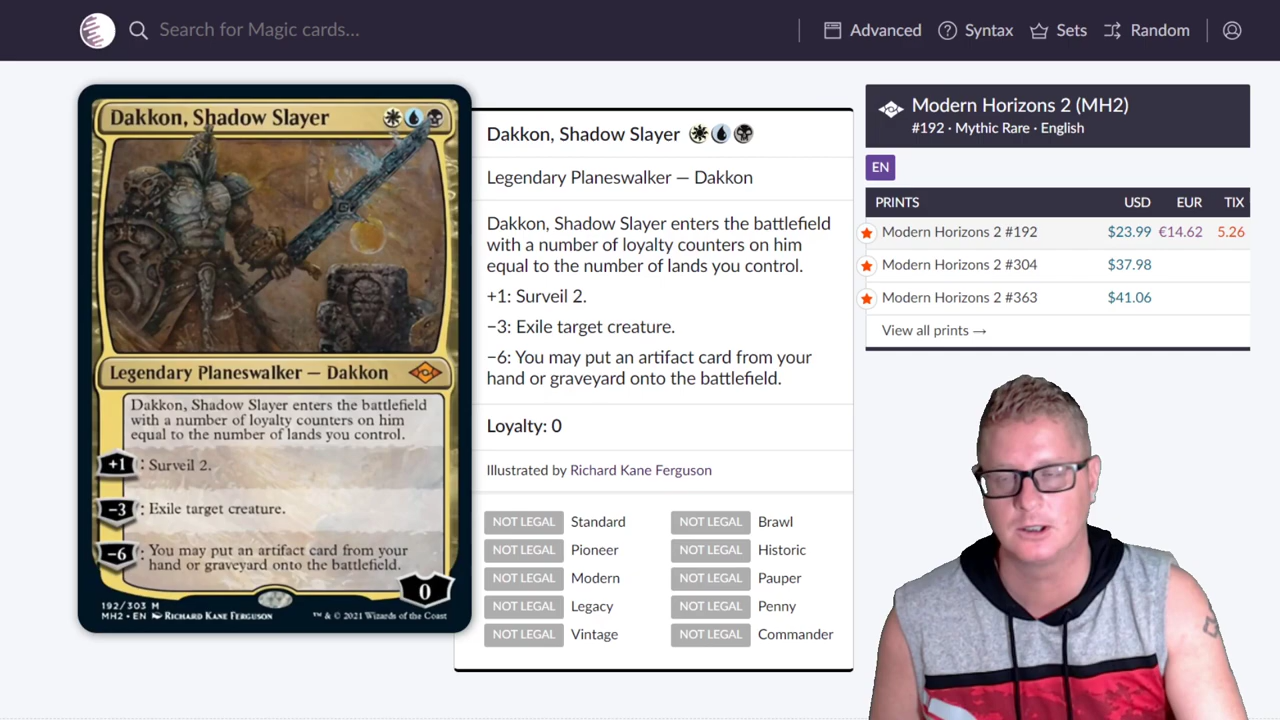 Search for Magic cards...
Advanced
Syntax
Sets
Random
Dakkon, Shadow Slayer
Legendary Planeswalker — Dakkon
Dakkon, Shadow Slayer enters the battlefield
with a number of loyalty counters on him
equal to the number of lands you control.
+1: Surveil 2.
−3: Exile target creature.
−6: You may put an artifact card from your
hand or graveyard onto the battlefield.
0
192/303 M
MH2 • EN Richard Kane Ferguson
™ & © 2021 Wizards of the Coast
Dakkon, Shadow Slayer
Legendary Planeswalker — Dakkon
Dakkon, Shadow Slayer enters the battlefield
with a number of loyalty counters on him
equal to the number of lands you control.
+1: Surveil 2.
−3: Exile target creature.
−6: You may put an artifact card from your
hand or graveyard onto the battlefield.
Loyalty: 0
Illustrated by Richard Kane Ferguson
NOT LEGAL Standard NOT LEGAL Brawl
NOT LEGAL Pioneer NOT LEGAL Historic
NOT LEGAL Modern NOT LEGAL Pauper
NOT LEGAL Legacy NOT LEGAL Penny
NOT LEGAL Vintage NOT LEGAL Commander
Modern Horizons 2 (MH2)
#192 · Mythic Rare · English
EN
PRINTS USD EUR TIX
Modern Horizons 2 #192 $23.99 €14.62 5.26
Modern Horizons 2 #304 $37.98
Modern Horizons 2 #363 $41.06
View all prints →